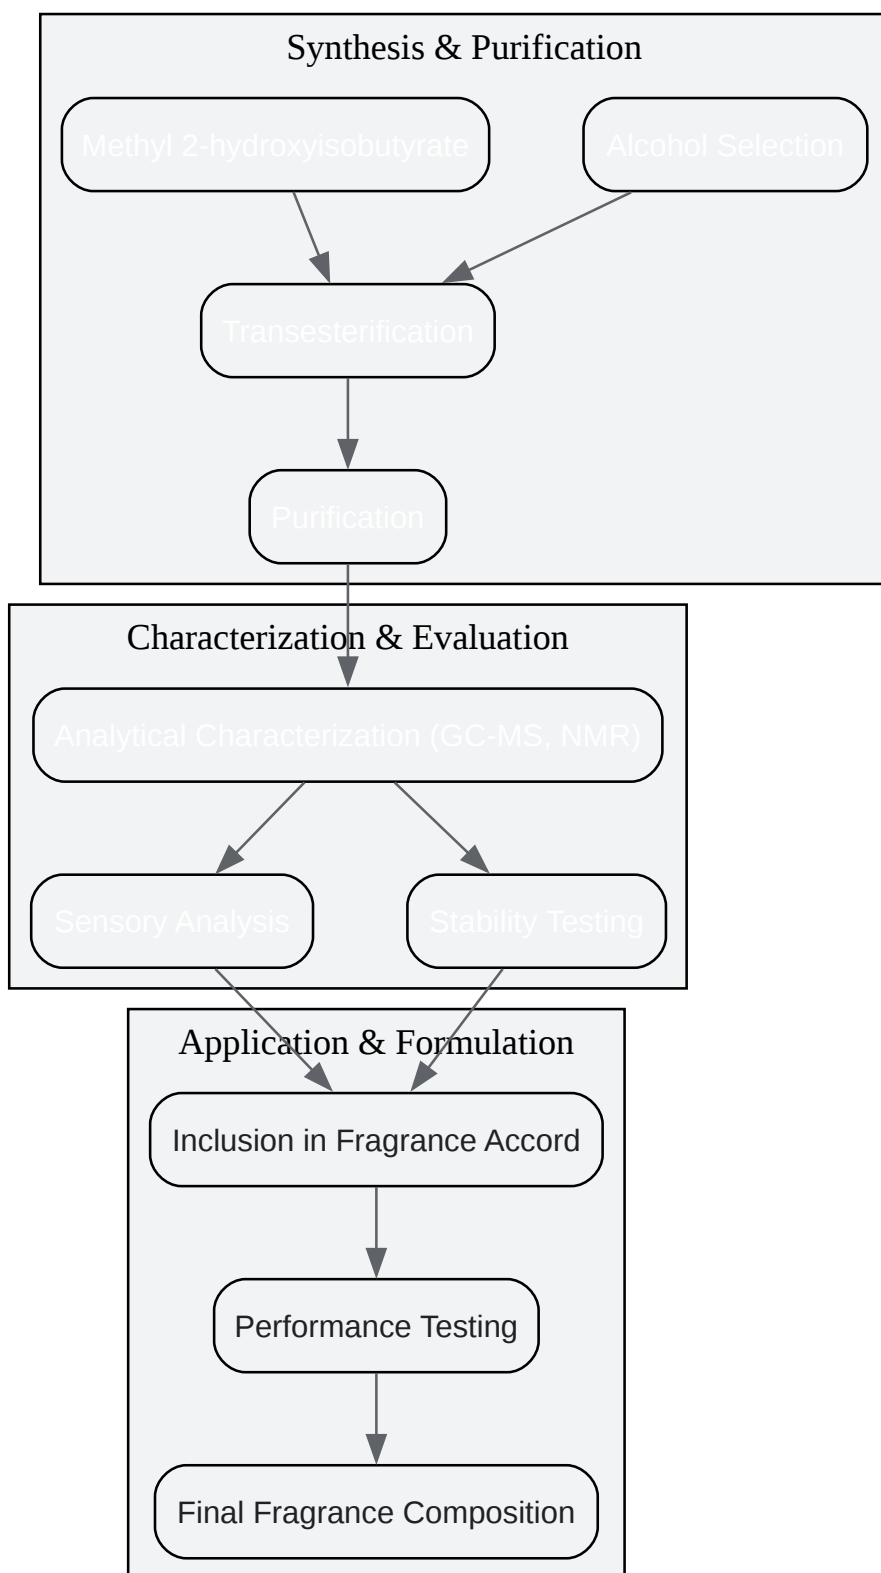 Synthesis & Purification
Methyl 2-hydroxyisobutyrate
Alcohol Selection
Transesterification
Purification
Characterization & Evaluation
Analytical Characterization (GC-MS, NMR)
Sensory Analysis
Stability Testing
Application & Formulation
Inclusion in Fragrance Accord
Performance Testing
Final Fragrance Composition